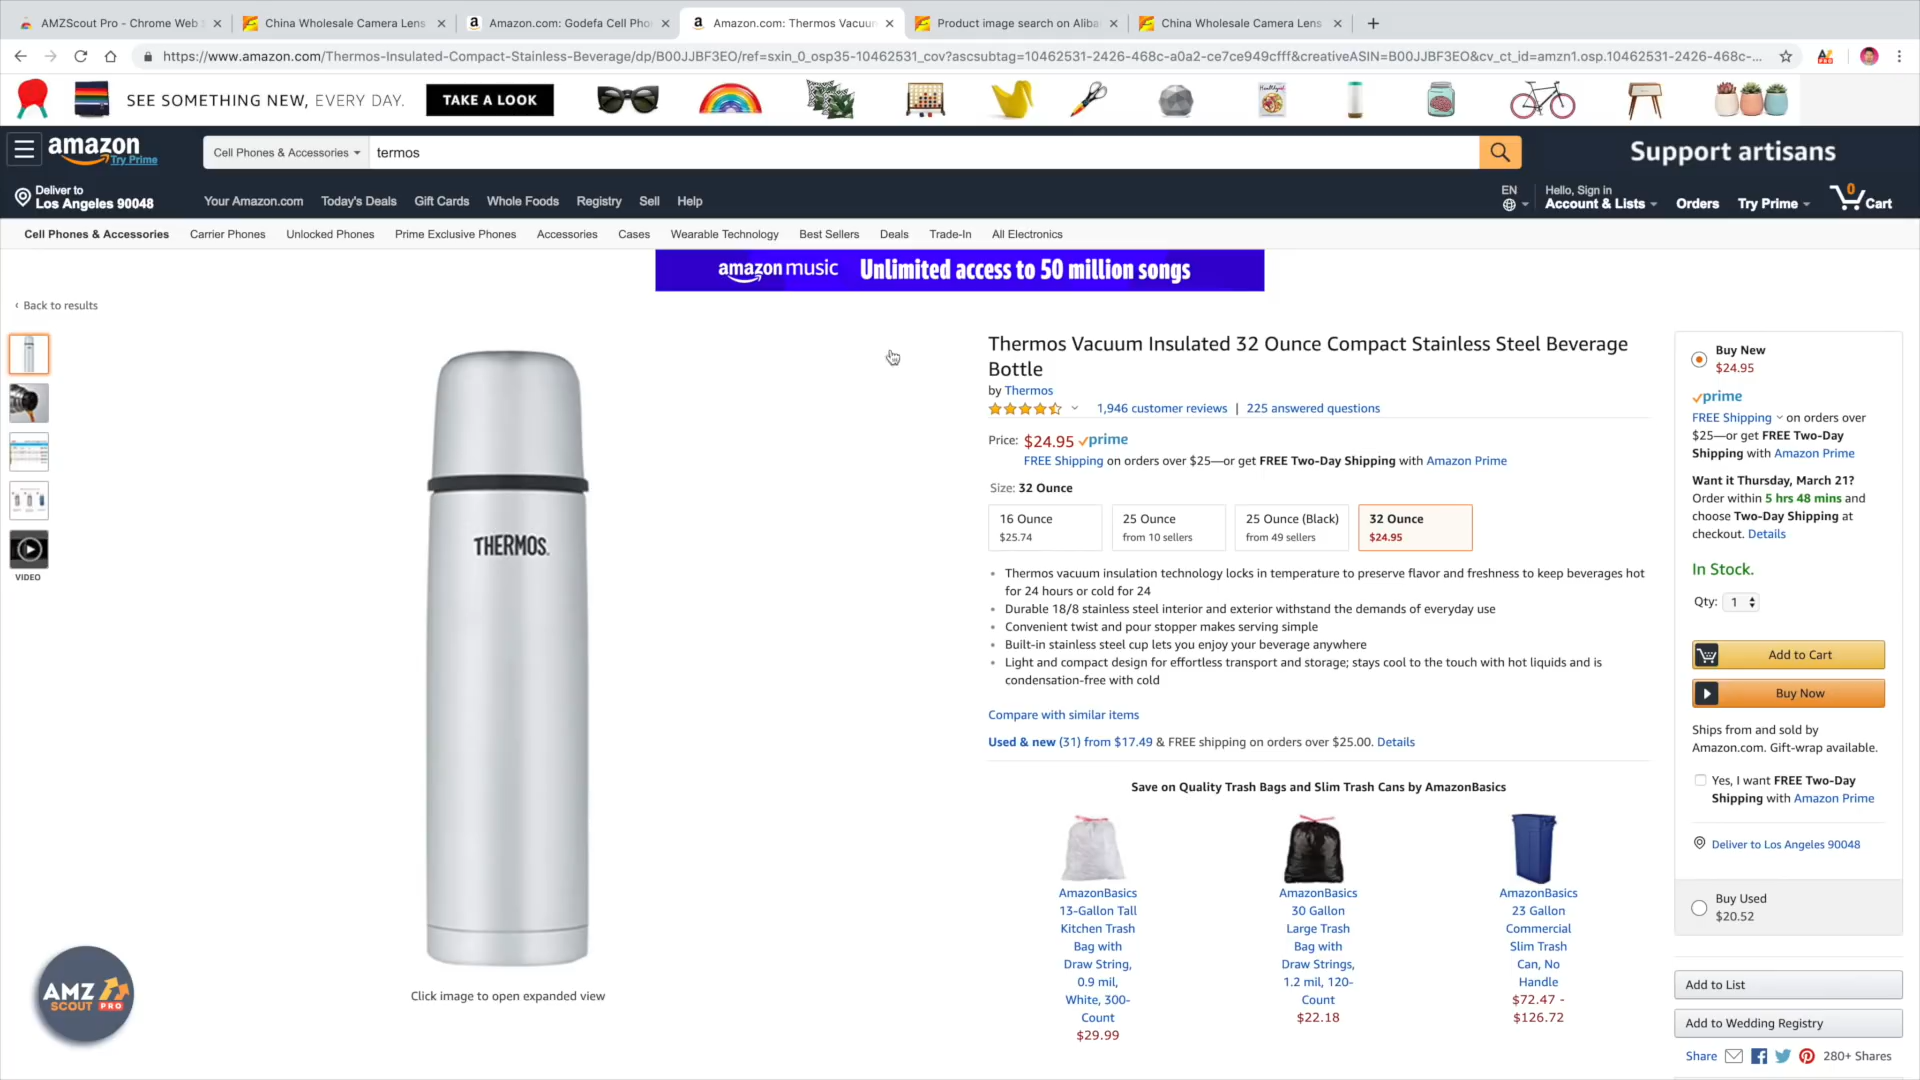 AMZScout Pro - Chrome Web
China Wholesale Camera Lens
Amazon.com: Godefa Cell Pho
Amazon.com: Thermos Vacuum
Product image search on Aliba
China Wholesale Camera Lens
https://www.amazon.com/Thermos-Insulated-Compact-Stainless-Beverage/dp/B00JJBF3EO/ref=sxin_0_osp35-10462531_cov?ascsubtag=10462531-2426-468c-a0a2-ce7ce949cfff&creativeASIN=B00JJBF3EO&cv_ct_id=amzn1.osp.10462531-2426-468c-...
SEE SOMETHING NEW, EVERY DAY.
TAKE A LOOK
amazon
Try Prime
Cell Phones & Accessories
termos
Support artisans
Deliver to
Los Angeles 90048
Your Amazon.com
Today's Deals
Gift Cards
Whole Foods
Registry
Sell
Help
EN
Hello, Sign in
Account & Lists
Orders
Try Prime
0
Cart
Cell Phones & Accessories
Carrier Phones
Unlocked Phones
Prime Exclusive Phones
Accessories
Cases
Wearable Technology
Best Sellers
Deals
Trade-In
All Electronics
amazon music Unlimited access to 50 million songs
‹ Back to results
VIDEO
THERMOS.
Click image to open expanded view
AMZ
SCOUT PRO
Thermos Vacuum Insulated 32 Ounce Compact Stainless Steel Beverage
Bottle
by Thermos
1,946 customer reviews | 225 answered questions
Price: $24.95 prime
FREE Shipping on orders over $25—or get FREE Two-Day Shipping with Amazon Prime
Size: 32 Ounce
16 Ounce
$25.74
25 Ounce
from 10 sellers
25 Ounce (Black)
from 49 sellers
32 Ounce
$24.95
• Thermos vacuum insulation technology locks in temperature to preserve flavor and freshness to keep beverages hot
for 24 hours or cold for 24
• Durable 18/8 stainless steel interior and exterior withstand the demands of everyday use
• Convenient twist and pour stopper makes serving simple
• Built-in stainless steel cup lets you enjoy your beverage anywhere
• Light and compact design for effortless transport and storage; stays cool to the touch with hot liquids and is
condensation-free with cold
Compare with similar items
Used & new (31) from $17.49 & FREE shipping on orders over $25.00. Details
Save on Quality Trash Bags and Slim Trash Cans by AmazonBasics
AmazonBasics
13-Gallon Tall
Kitchen Trash
Bag with
Draw String,
0.9 mil,
White, 300-
Count
$29.99
AmazonBasics
30 Gallon
Large Trash
Bag with
Draw Strings,
1.2 mil, 120-
Count
$22.18
AmazonBasics
23 Gallon
Commercial
Slim Trash
Can, No
Handle
$72.47 -
$126.72
Buy New
$24.95
prime
FREE Shipping on orders over
$25—or get FREE Two-Day
Shipping with Amazon Prime
Want it Thursday, March 21?
Order within 5 hrs 48 mins and
choose Two-Day Shipping at
checkout. Details
In Stock.
Qty: 1
Add to Cart
Buy Now
Ships from and sold by
Amazon.com. Gift-wrap available.
Yes, I want FREE Two-Day
Shipping with Amazon Prime
Deliver to Los Angeles 90048
Buy Used
$20.52
Add to List
Add to Wedding Registry
Share 280+ Shares